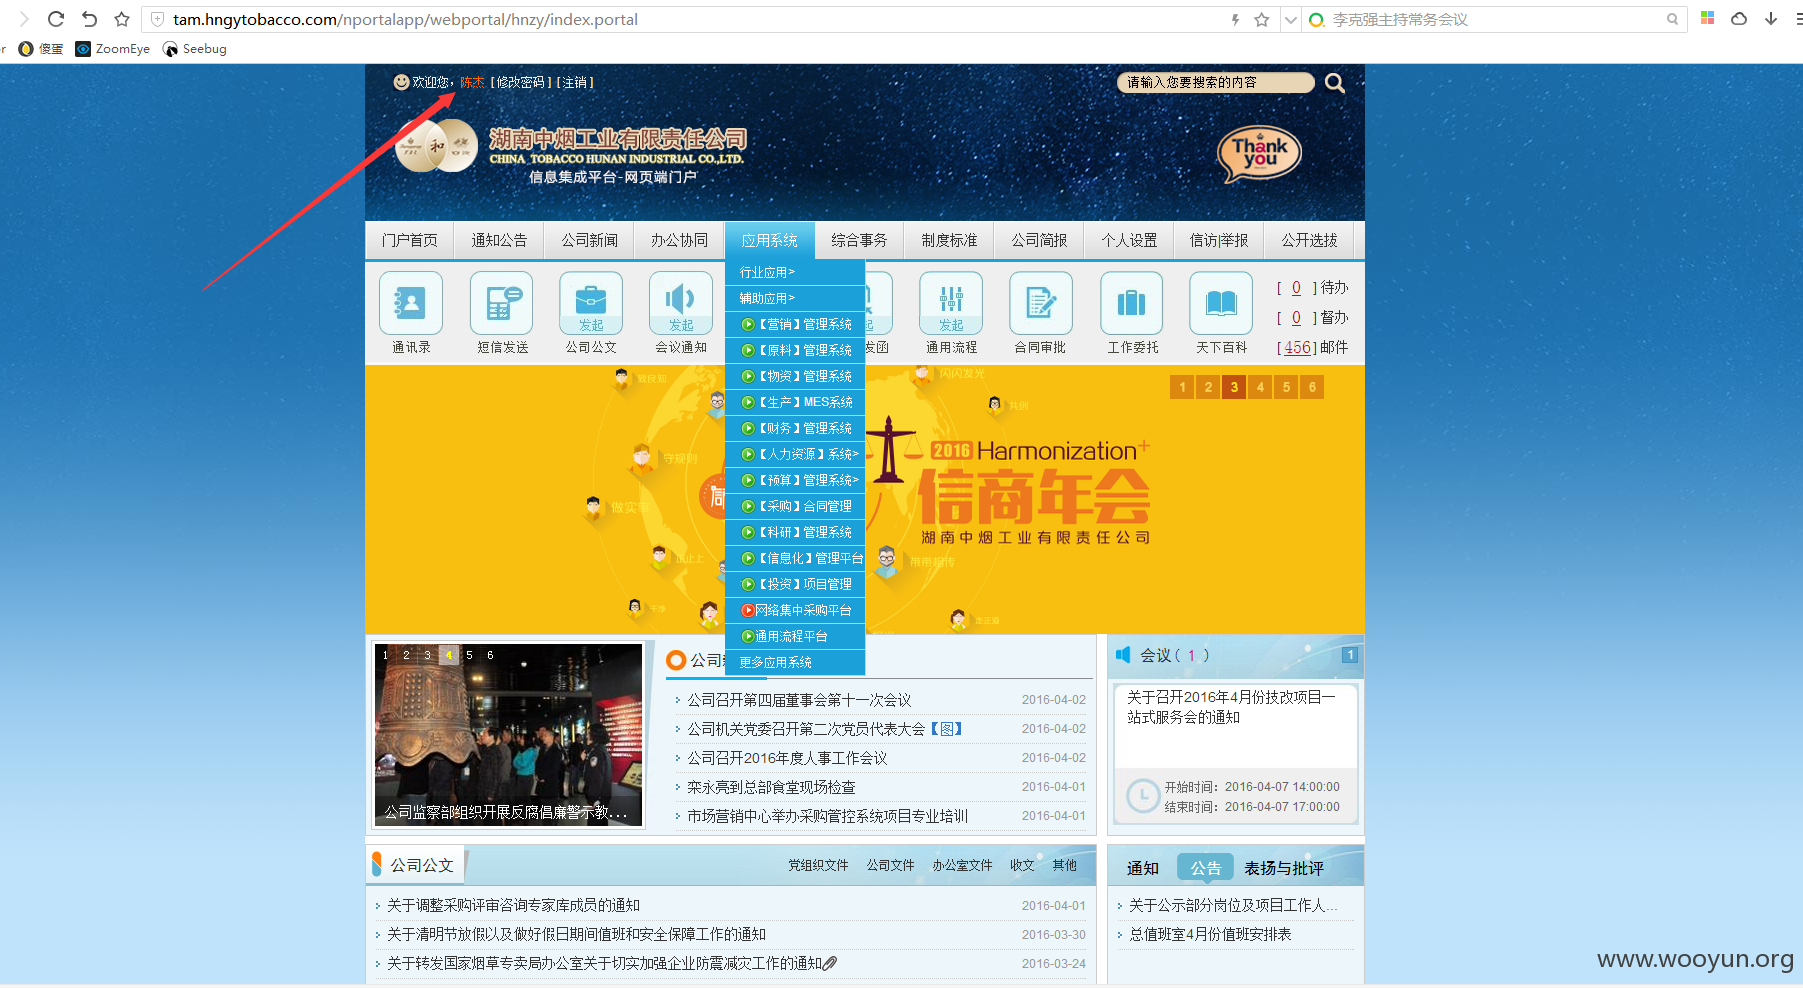 tam.hngytobacco.com/nportalapp/webportal/hnzy/index.portal
李克强主持常务会议
r 傻蛋 ZoomEye Seebug
欢迎您，陈杰 [修改密码] [注销]
请输入您要搜索的内容
和
湖南中烟工业有限责任公司
CHINA TOBACCO HUNAN INDUSTRIAL CO.,LTD.
信息集成平台-网页端门户
Thank you
门户首页 通知公告 公司新闻 办公协同 应用系统 综合事务 制度标准 公司简报 个人设置 信访|举报 公开选拔
行业应用>
辅助应用>
【营销】管理系统
【原料】管理系统
【物资】管理系统
【生产】MES系统
【财务】管理系统
【人力资源】系统>
【预算】管理系统>
【采购】合同管理
【科研】管理系统
【信息化】管理平台
【投资】项目管理
网络集中采购平台
通用流程平台
更多应用系统
发起 发起 起 发起
通讯录 短信发送 公司公文 会议通知 发函 通用流程 合同审批 工作委托 天下百科
[ 0 ]待办
[ 0 ]督办
[456]邮件
1 2 3 4 5 6
致良知
闪闪发光
共创
守规则
做实事
干净
走正道
2016 Harmonization+
信商年会
湖南中烟工业有限责任公司
1 2 3 4 5 6
公司监察部组织开展反腐倡廉警示教...
公司
公司召开第四届董事会第十一次会议 2016-04-02
公司机关党委召开第二次党员代表大会【图】 2016-04-02
公司召开2016年度人事工作会议 2016-04-02
栾永亮到总部食堂现场检查 2016-04-01
市场营销中心举办采购管控系统项目专业培训 2016-04-01
会议( 1 ) 1
关于召开2016年4月份技改项目一
站式服务会的通知
开始时间：2016-04-07 14:00:00
结束时间：2016-04-07 17:00:00
公司公文 党组织文件 公司文件 办公室文件 收文 其他
关于调整采购评审咨询专家库成员的通知 2016-04-01
关于清明节放假以及做好假日期间值班和安全保障工作的通知 2016-03-30
关于转发国家烟草专卖局办公室关于切实加强企业防震减灾工作的通知 2016-03-24
通知 公告 表扬与批评
关于公示部分岗位及项目工作人...
总值班室4月份值班安排表
www.wooyun.org